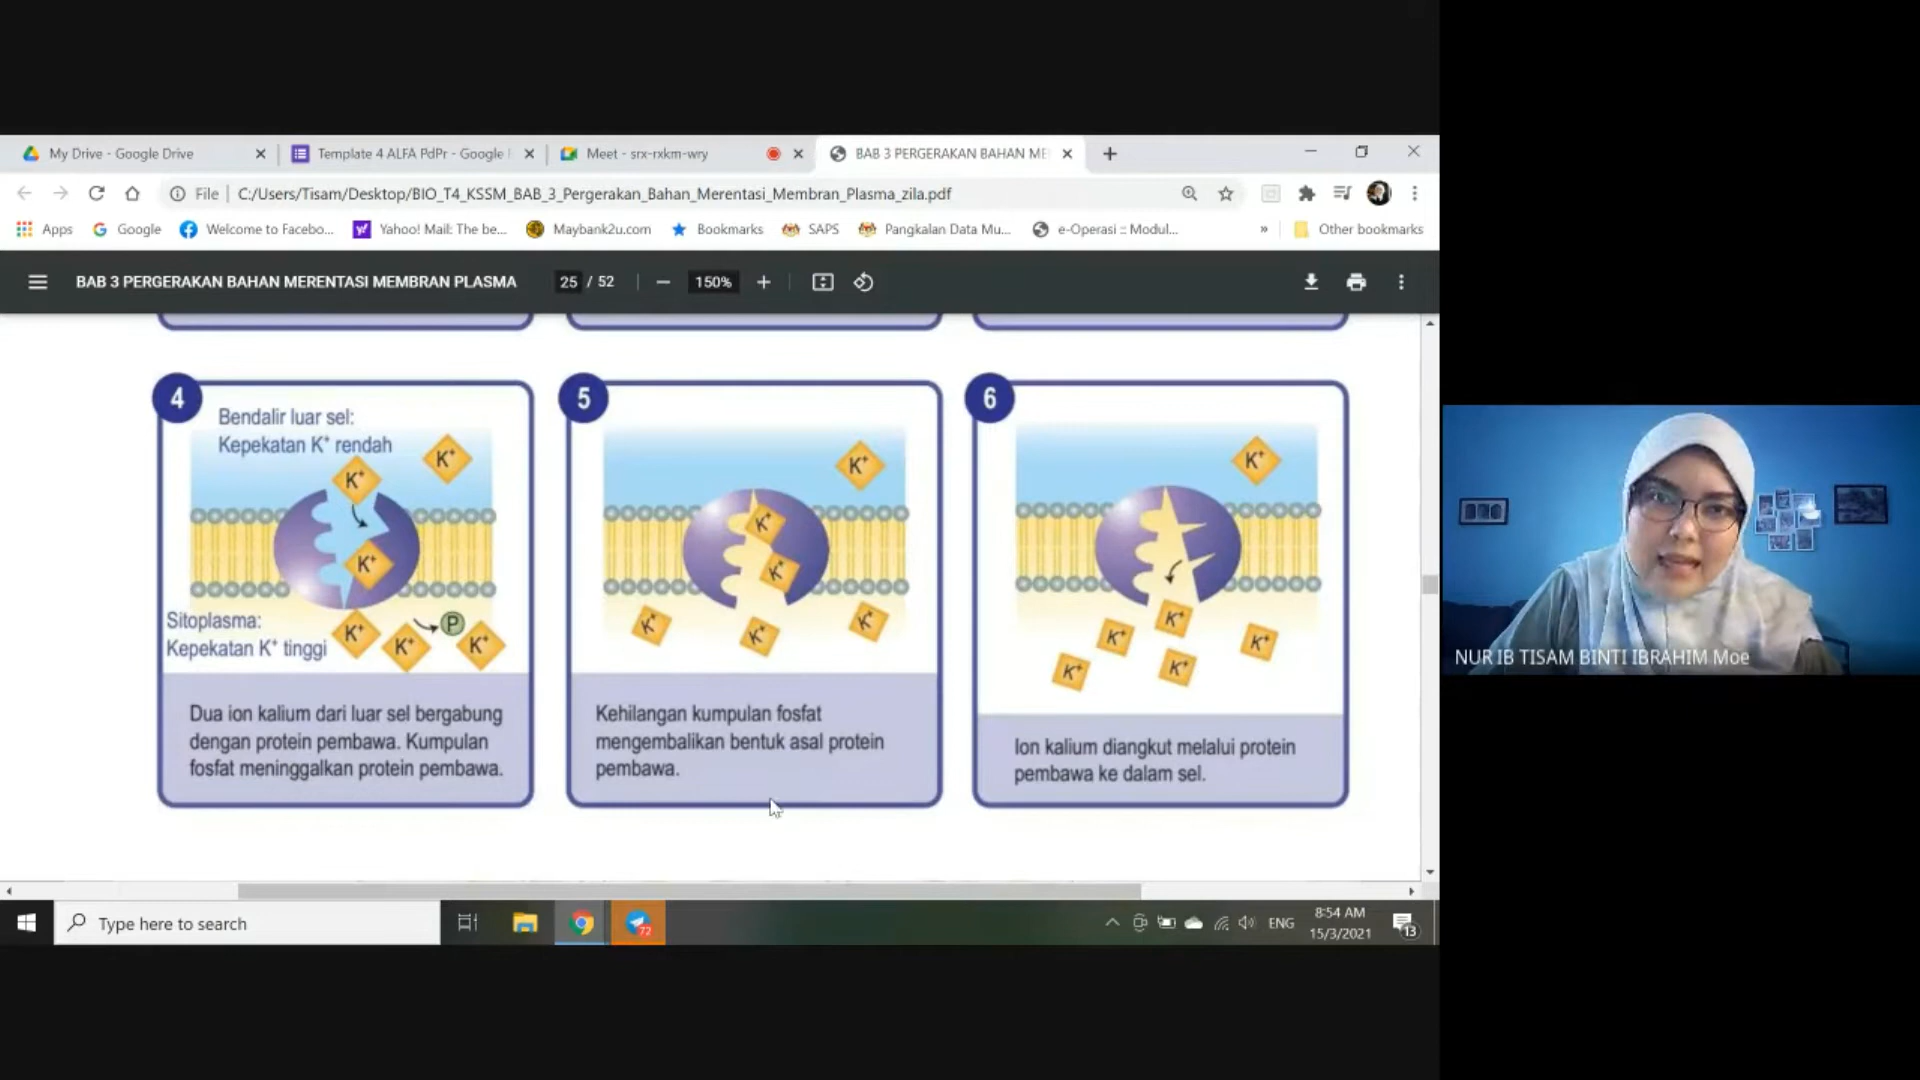 My Drive - Google Drive
Template 4 ALFA PdPr - Google
Meet - srx-rxkm-wry
BAB 3 PERGERAKAN BAHAN ME
File
C:/Users/Tisam/Desktop/BIO_T4_KSSM_BAB_3_Pergerakan_Bahan_Merentasi_Membran_Plasma_zila.pdf
Apps
Google
Welcome to Facebo...
Yahoo! Mail: The be...
Maybank2u.com
Bookmarks
SAPS
Pangkalan Data Mu...
e-Operasi :: Modul...
»
Other bookmarks
BAB 3 PERGERAKAN BAHAN MERENTASI MEMBRAN PLASMA
25 / 52
150%
4
Bendalir luar sel:
Kepekatan K⁺ rendah
K⁺
K⁺
K⁺
Sitoplasma:
Kepekatan K⁺ tinggi
K⁺
K⁺
P
K⁺
Dua ion kalium dari luar sel bergabung
dengan protein pembawa. Kumpulan
fosfat meninggalkan protein pembawa.
5
K⁺
K⁺
K⁺
K⁺
K⁺
K⁺
Kehilangan kumpulan fosfat
mengembalikan bentuk asal protein
pembawa.
6
K⁺
K⁺
K⁺
K⁺
K⁺
K⁺
Ion kalium diangkut melalui protein
pembawa ke dalam sel.
NUR IB TISAM BINTI IBRAHIM Moe
Type here to search
72
ENG
8:54 AM
15/3/2021
13